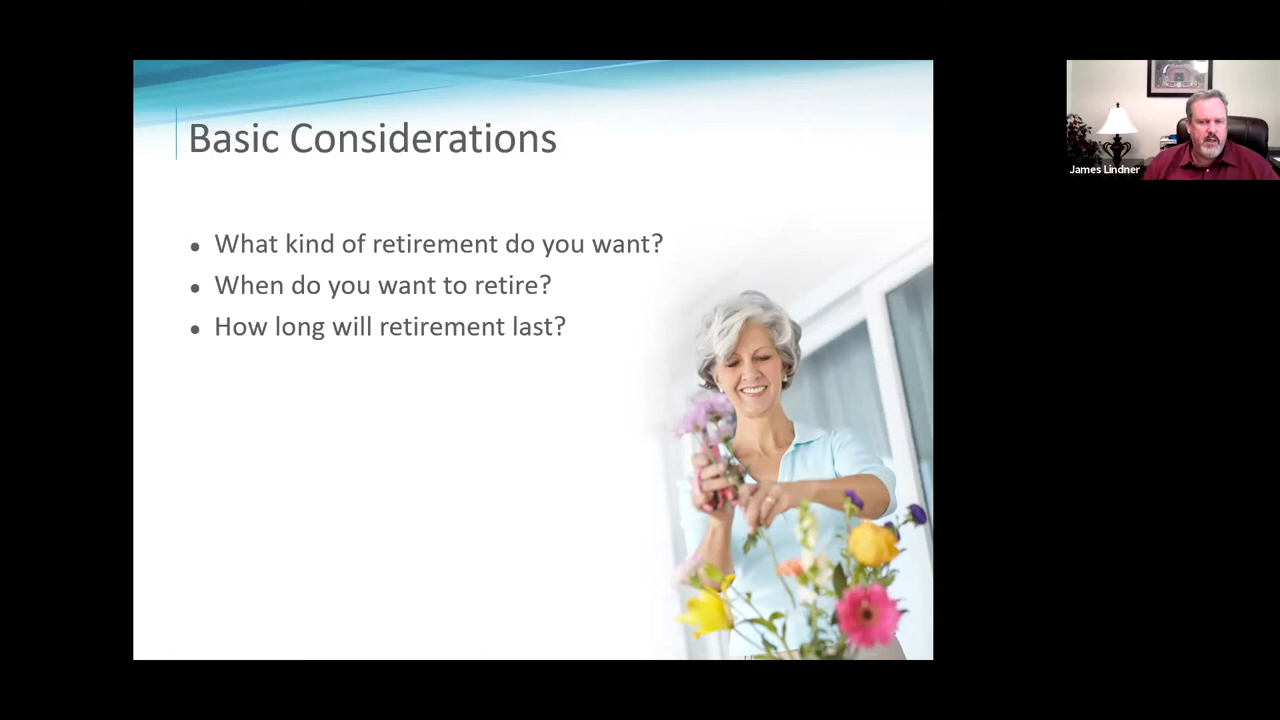 Basic Considerations
• What kind of retirement do you want?
• When do you want to retire?
• How long will retirement last?
James Lindner